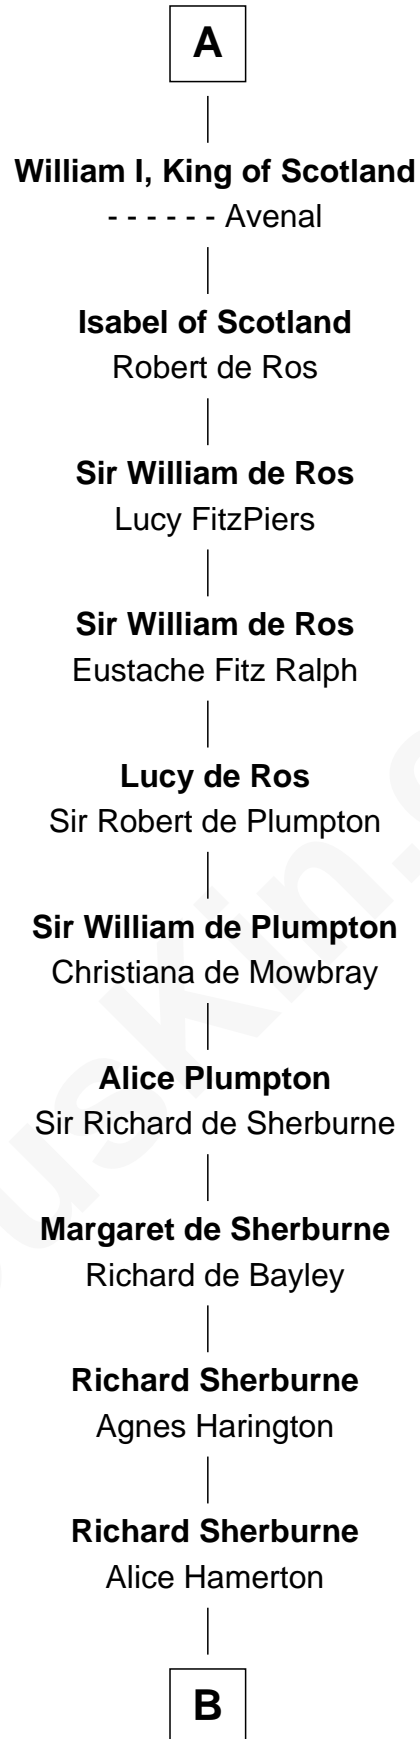 A
William I, King of Scotland
- - - - - - Avenal
Isabel of Scotland
Robert de Ros
Sir William de Ros
Lucy FitzPiers
Sir William de Ros
Eustache Fitz Ralph
Lucy de Ros
Sir Robert de Plumpton
Sir William de Plumpton
Christiana de Mowbray
Alice Plumpton
Sir Richard de Sherburne
Margaret de Sherburne
Richard de Bayley
Richard Sherburne
Agnes Harington
Richard Sherburne
Alice Hamerton
B